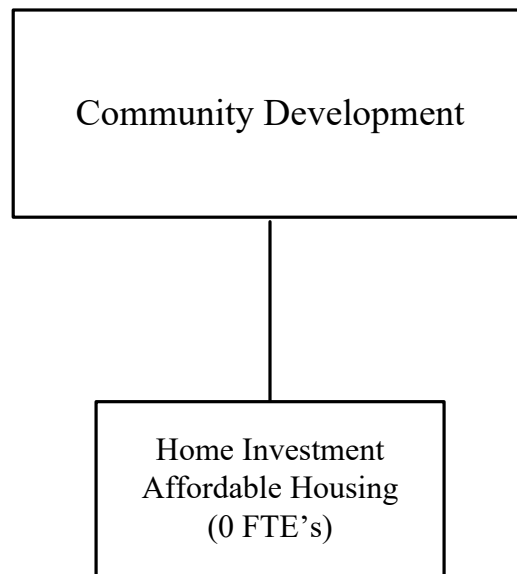 Community Development
Home Investment
Affordable Housing
(0 FTE’s)